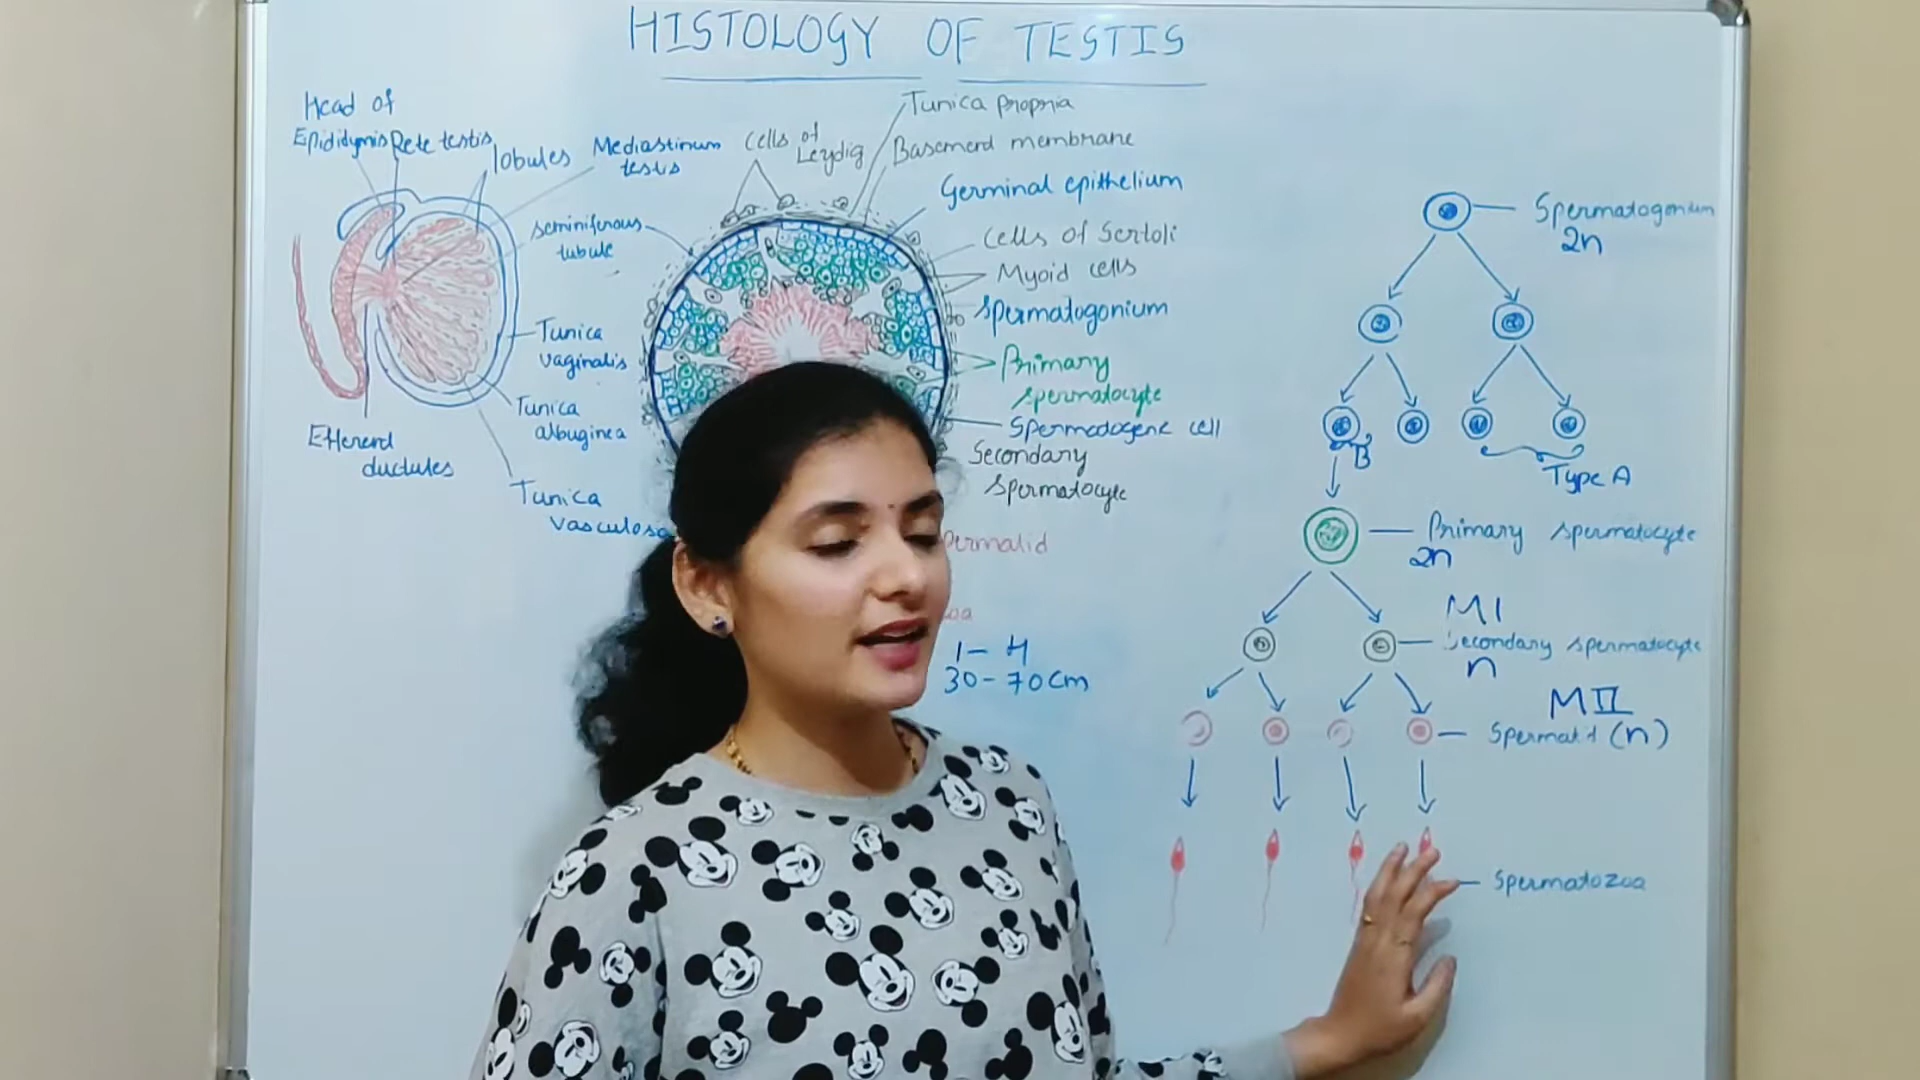 HISTOLOGY OF TESTIS
Head of
Epididymis
Rete testis
lobules
Mediastinum
testis
seminiferous
tubule
Tunica
vaginalis
Tunica
albuginea
Tunica
vasculosa
Efferent
ductules
Cells of
Leydig
Tunica propria
Basement membrane
Germinal epithelium
Cells of Sertoli
Myoid cells
Spermatogonium
Primary
spermatocyte
Spermatogenic cell
Secondary
spermatocyte
1 - 4
30 - 70 cm
Spermatogonium
2n
B
Type A
Primary spermatocyte
2n
MI
Secondary spermatocyte
n
MII
Spermatid (n)
Spermatozoa